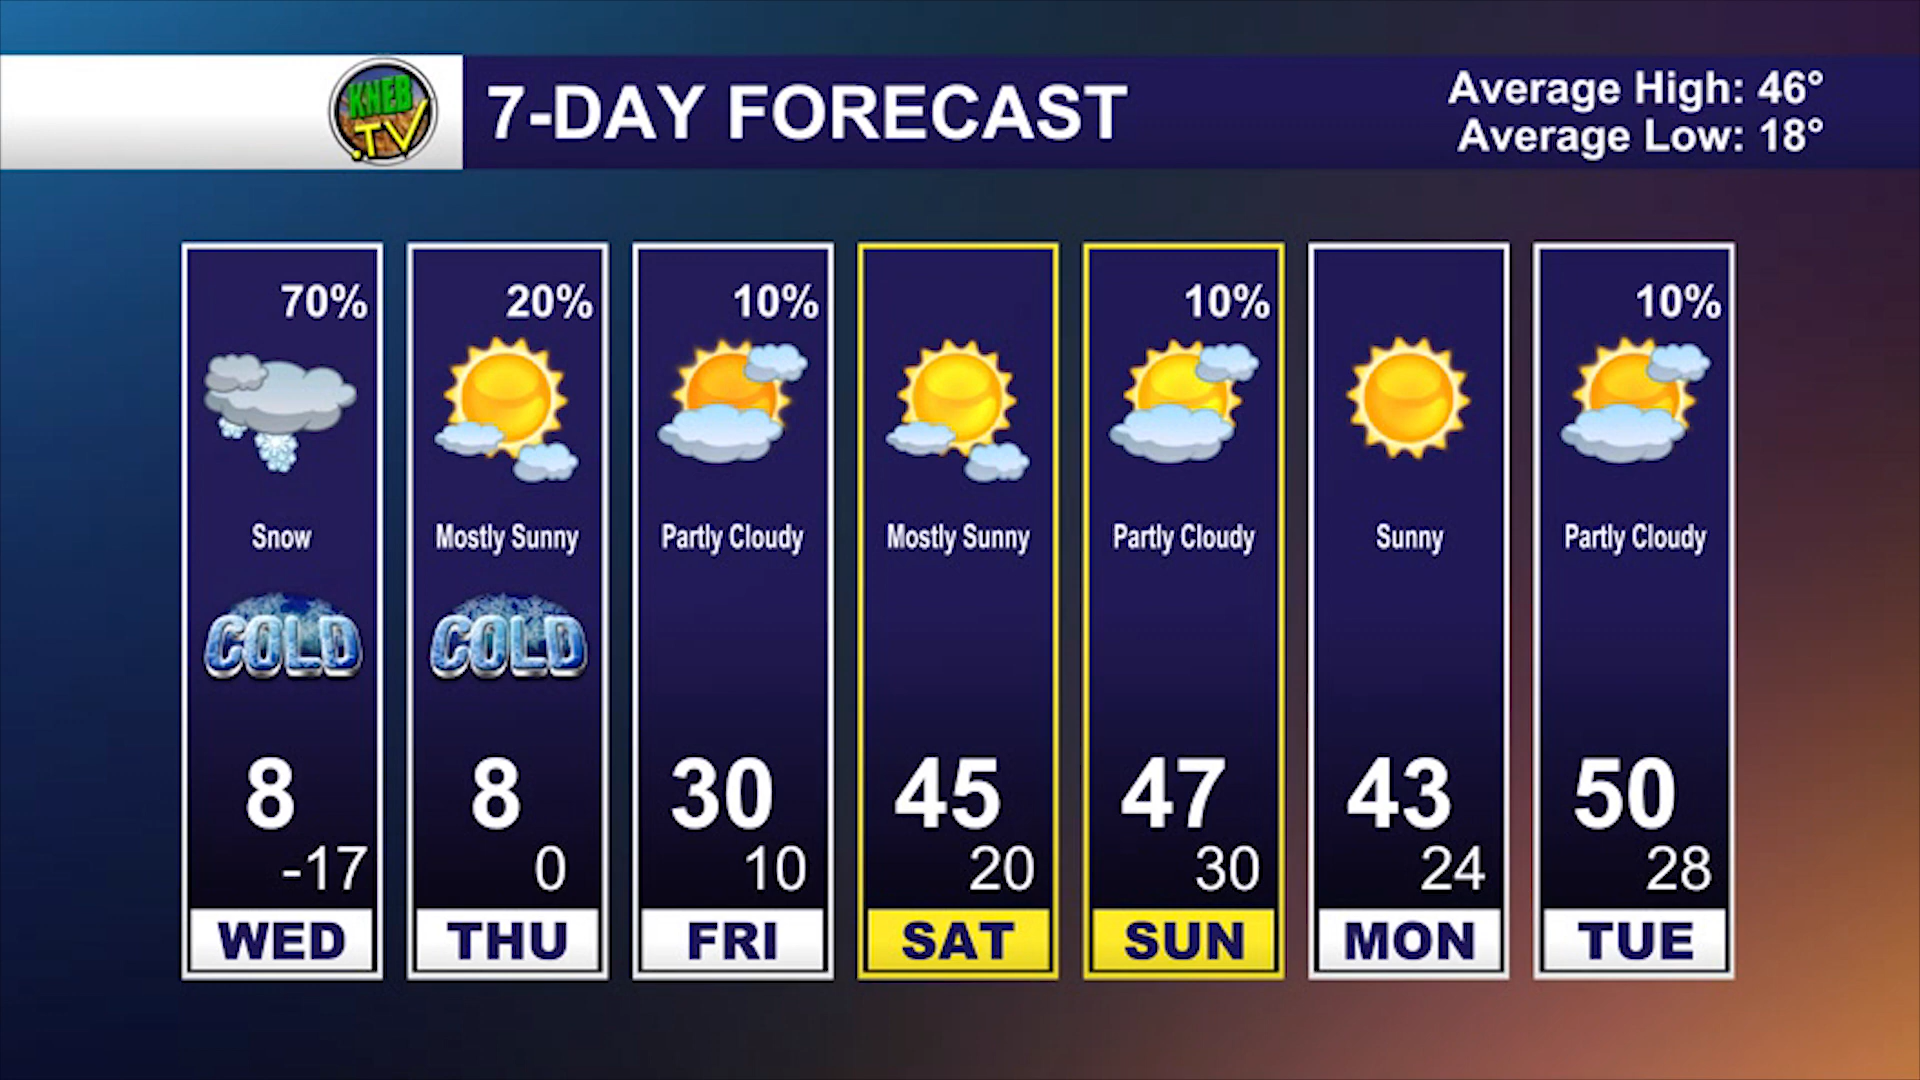 KNEB
.TV
7-DAY FORECAST
Average High: 46°
Average Low: 18°
70%
Snow
COLD
8
-17
WED
20%
Mostly Sunny
COLD
8
0
THU
10%
Partly Cloudy
30
10
FRI
Mostly Sunny
45
20
SAT
10%
Partly Cloudy
47
30
SUN
Sunny
43
24
MON
10%
Partly Cloudy
50
28
TUE